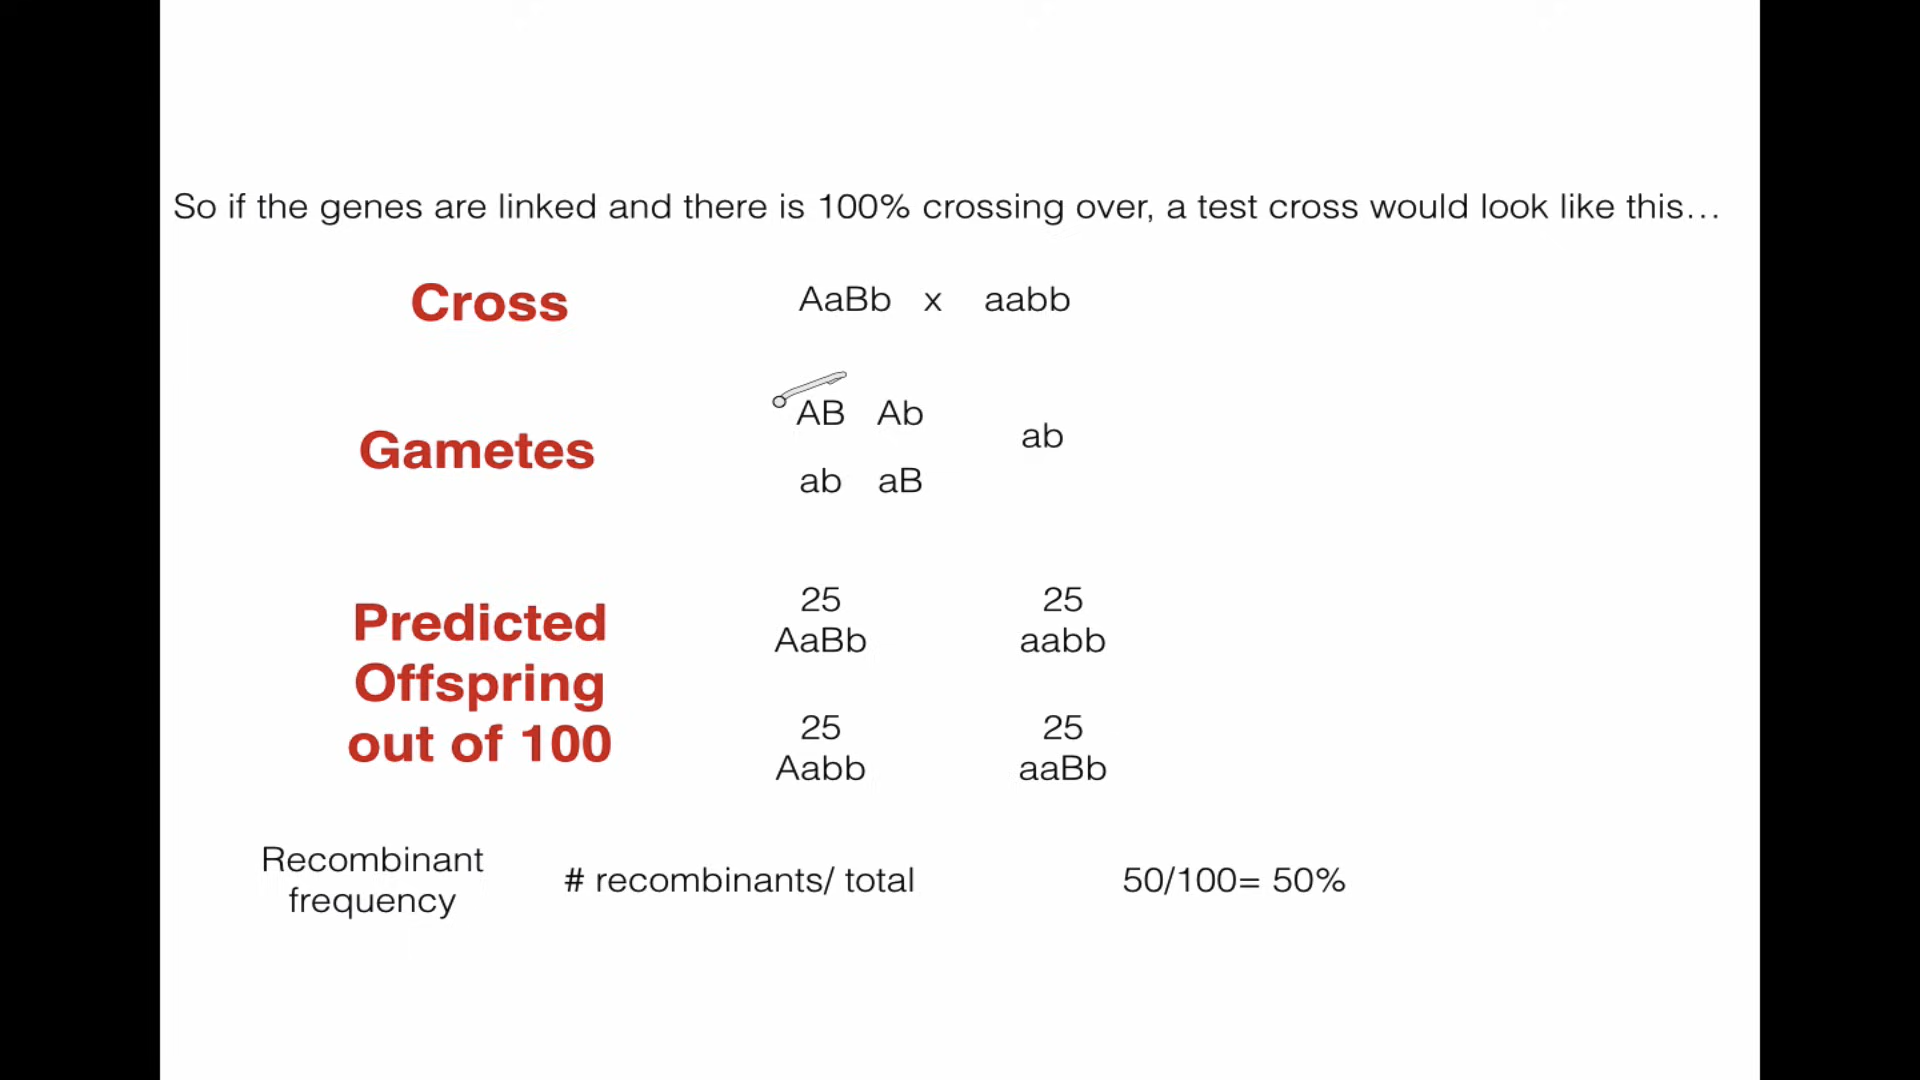 So if the genes are linked and there is 100% crossing over, a test cross would look like this…
Cross
AaBb x aabb
Gametes
AB Ab
ab
ab aB
Predicted
Offspring
out of 100
25 25
AaBb aabb
25 25
Aabb aaBb
Recombinant
frequency
# recombinants/ total
50/100= 50%